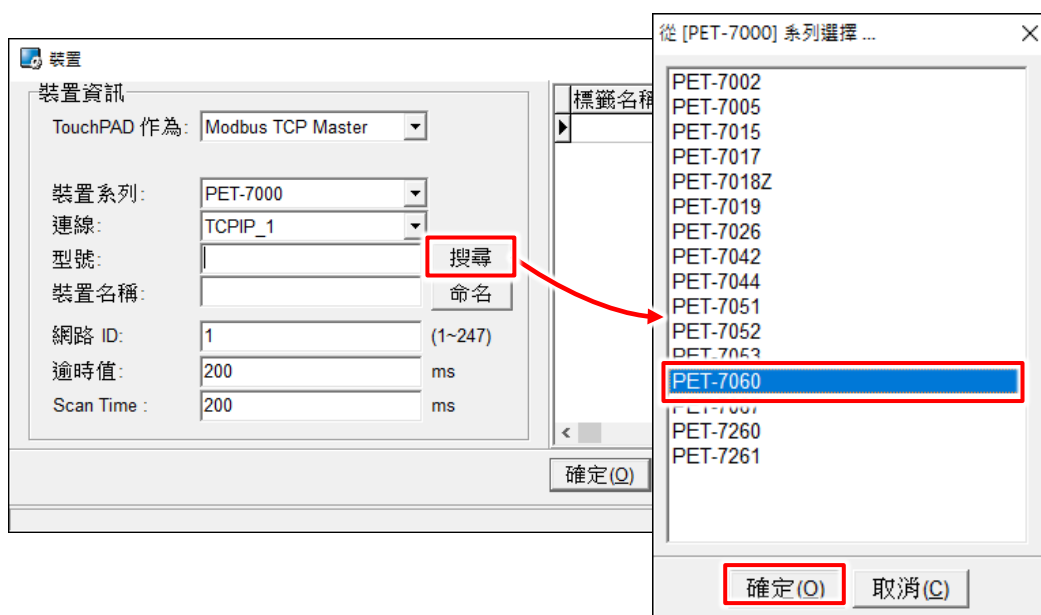 裝置
裝置資訊
TouchPAD 作為: Modbus TCP Master
裝置系列: PET-7000
連線: TCPIP_1
型號: 搜尋
裝置名稱: 命名
網路 ID: 1 (1~247)
逾時值: 200 ms
Scan Time : 200 ms
標籤名稱
確定(O)
從 [PET-7000] 系列選擇 ...
PET-7002
PET-7005
PET-7015
PET-7017
PET-7018Z
PET-7019
PET-7026
PET-7042
PET-7044
PET-7051
PET-7052
PET-7053
PET-7060
PET-7067
PET-7260
PET-7261
確定(O) 取消(C)